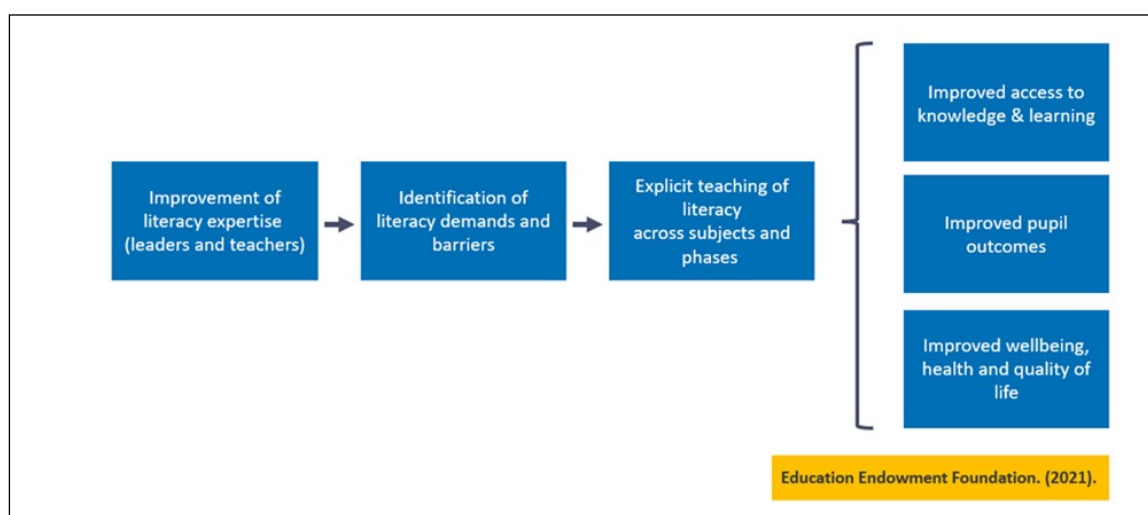 Improvement of
literacy expertise
(leaders and teachers)
Identification of
literacy demands and
barriers
Explicit teaching of
literacy
across subjects and
phases
Improved access to
knowledge & learning
Improved pupil
outcomes
Improved wellbeing,
health and quality of
life
Education Endowment Foundation. (2021).